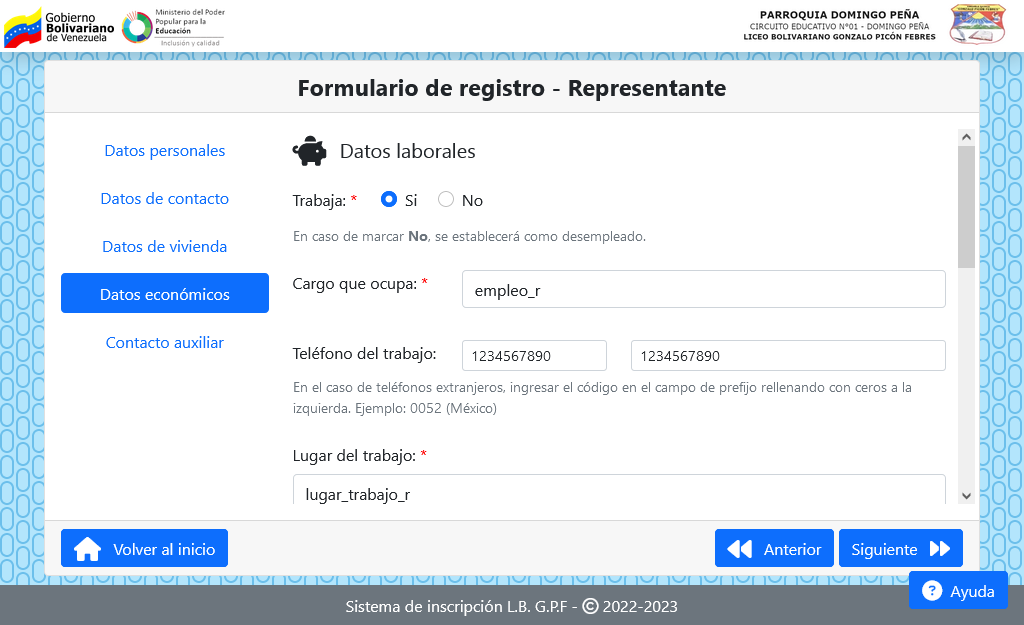 Gobierno
Bolivariano
de Venezuela
Ministerio del Poder
Popular para la
Educación
Inclusión y calidad
PARROQUIA DOMINGO PEÑA
CIRCUITO EDUCATIVO N°01 - DOMINGO PEÑA
LICEO BOLIVARIANO GONZALO PICÓN FEBRES
Formulario de registro - Representante
Datos personales
Datos de contacto
Datos de vivienda
Datos económicos
Contacto auxiliar
Datos laborales
Trabaja: * Si No
En caso de marcar No, se establecerá como desempleado.
Cargo que ocupa: * empleo_r
Teléfono del trabajo: 1234567890 1234567890
En el caso de teléfonos extranjeros, ingresar el código en el campo de prefijo rellenando con ceros a la
izquierda. Ejemplo: 0052 (México)
Lugar del trabajo: *
lugar_trabajo_r
Volver al inicio
Anterior
Siguiente
Ayuda
Sistema de inscripción L.B. G.P.F - © 2022-2023